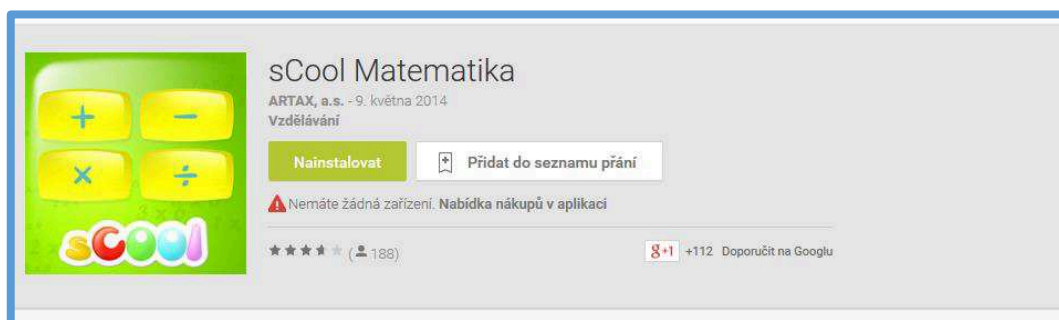 sCool Matematika
ARTAX, a.s. - 9. května 2014
Vzdělávání
Nainstalovat
Přidat do seznamu přání
Nemáte žádná zařízení. Nabídka nákupů v aplikaci
(188)
g+1 +112 Doporučit na Googlu
+ −
× ÷
sCool